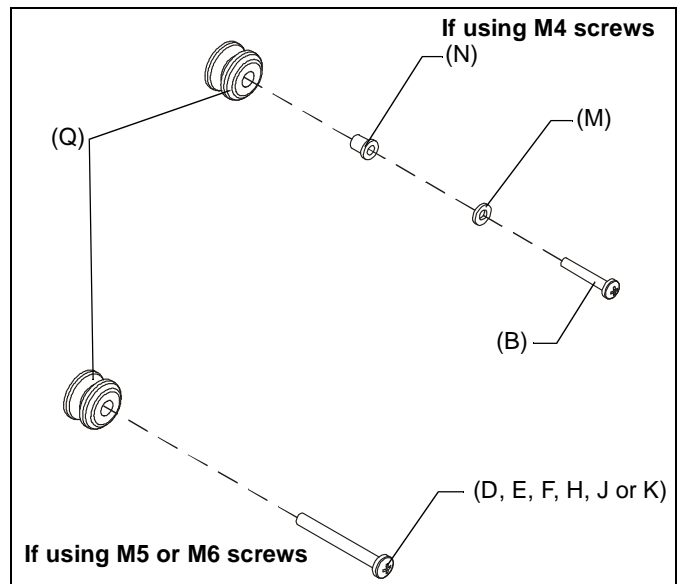 If using M4 screws
(N)
(M)
(Q)
(B)
(D, E, F, H, J or K)
If using M5 or M6 screws